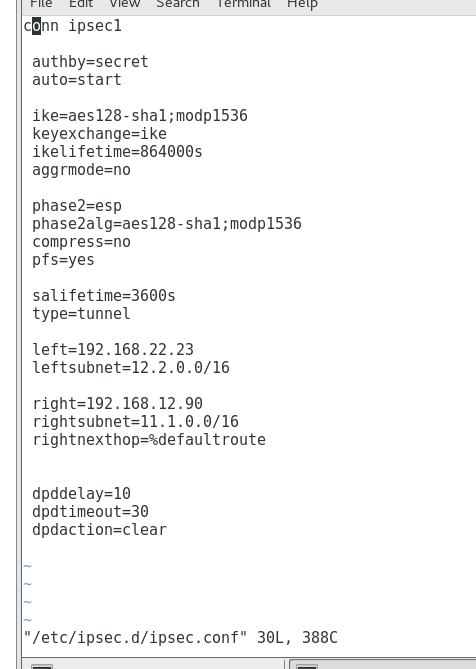 File Edit View Search Terminal Help
conn ipsec1
authby=secret
auto=start
ike=aes128-sha1;modp1536
keyexchange=ike
ikelifetime=864000s
aggrmode=no
phase2=esp
phase2alg=aes128-sha1;modp1536
compress=no
pfs=yes
salifetime=3600s
type=tunnel
left=192.168.22.23
leftsubnet=12.2.0.0/16
right=192.168.12.90
rightsubnet=11.1.0.0/16
rightnexthop=%defaultroute
dpddelay=10
dpdtimeout=30
dpdaction=clear
~
~
~
~
"/etc/ipsec.d/ipsec.conf" 30L, 388C